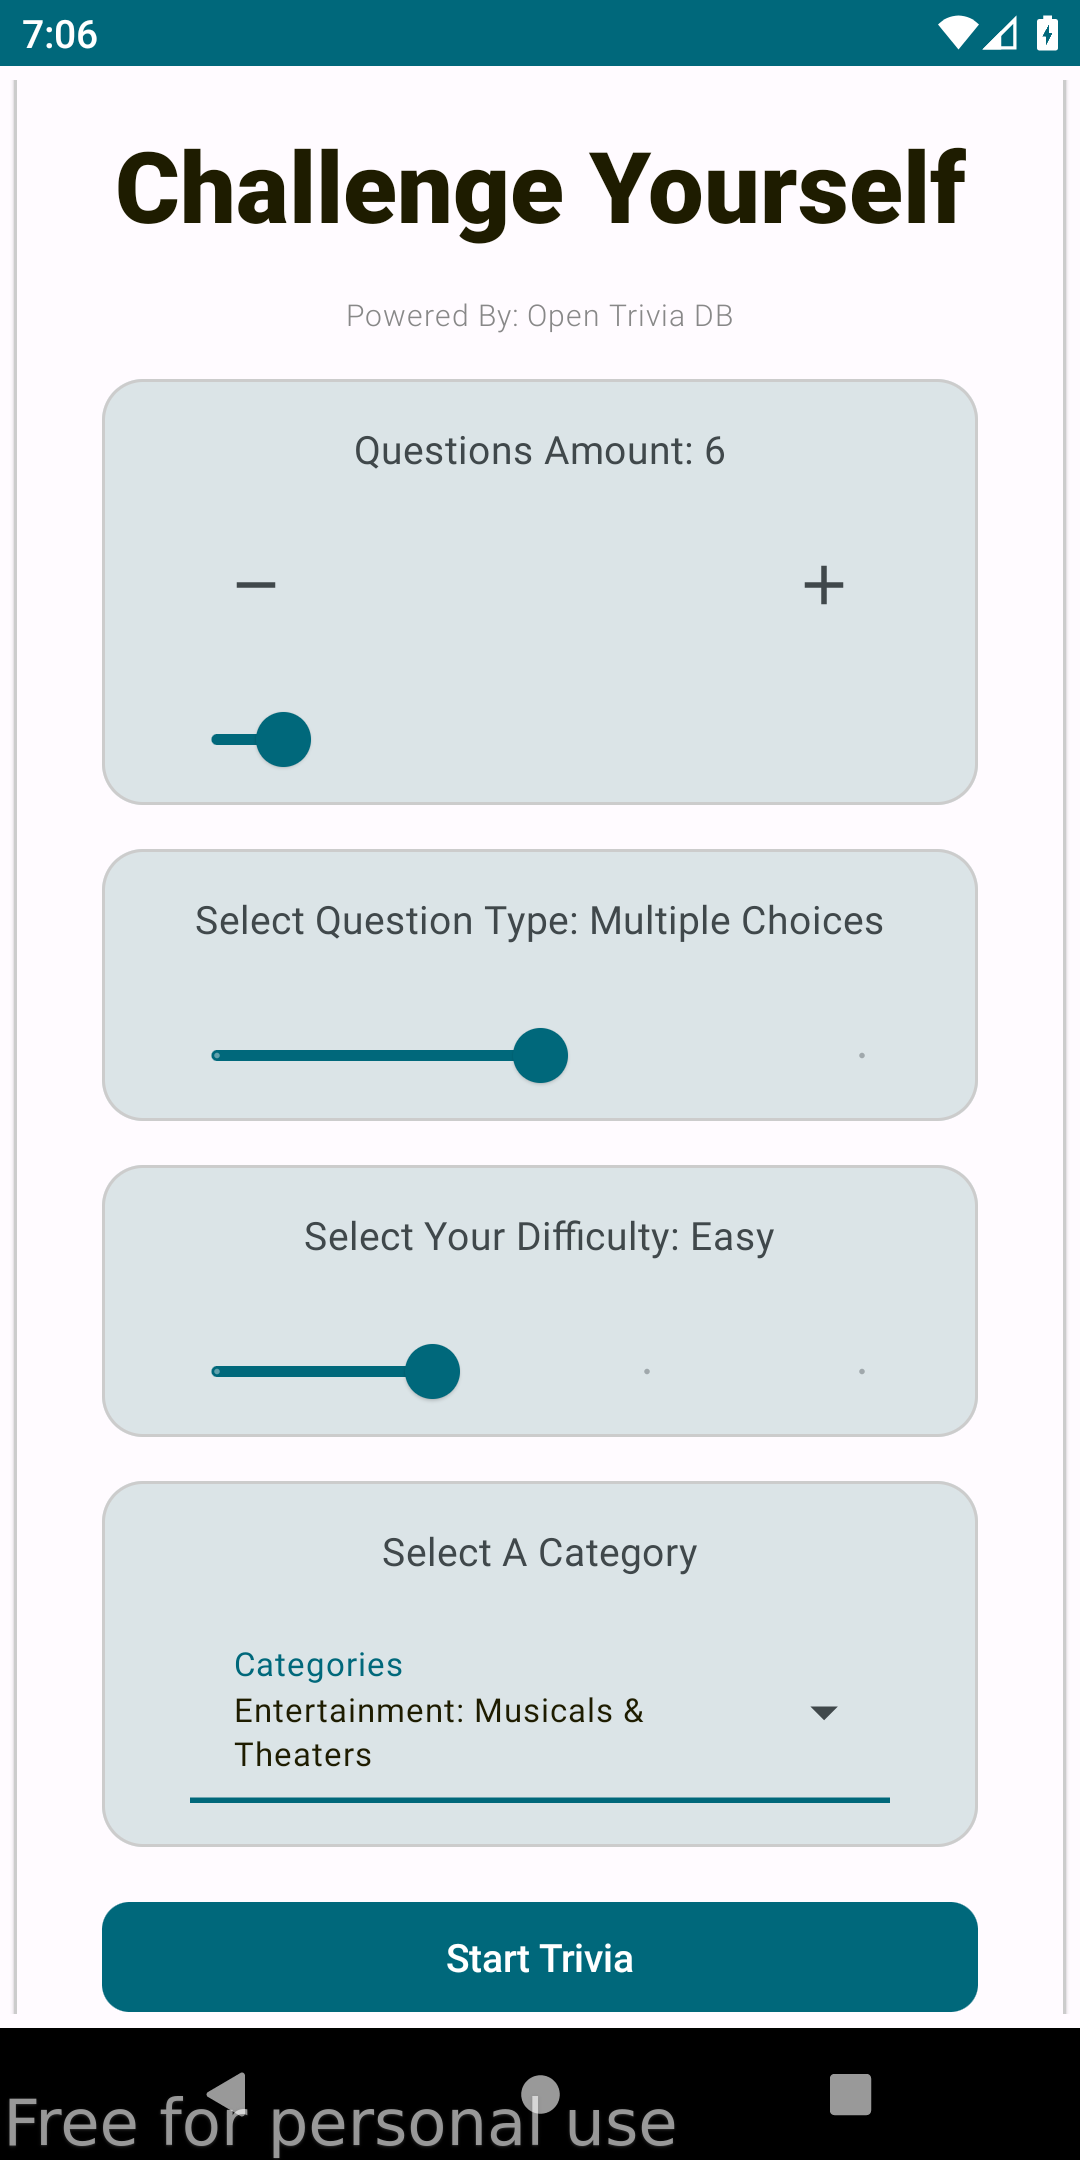 7:06
Challenge Yourself
Powered By: Open Trivia DB
Questions Amount: 6
Select Question Type: Multiple Choices
Select Your Difficulty: Easy
Select A Category
Categories
Entertainment: Musicals &
Theaters
Start Trivia
Free for personal use